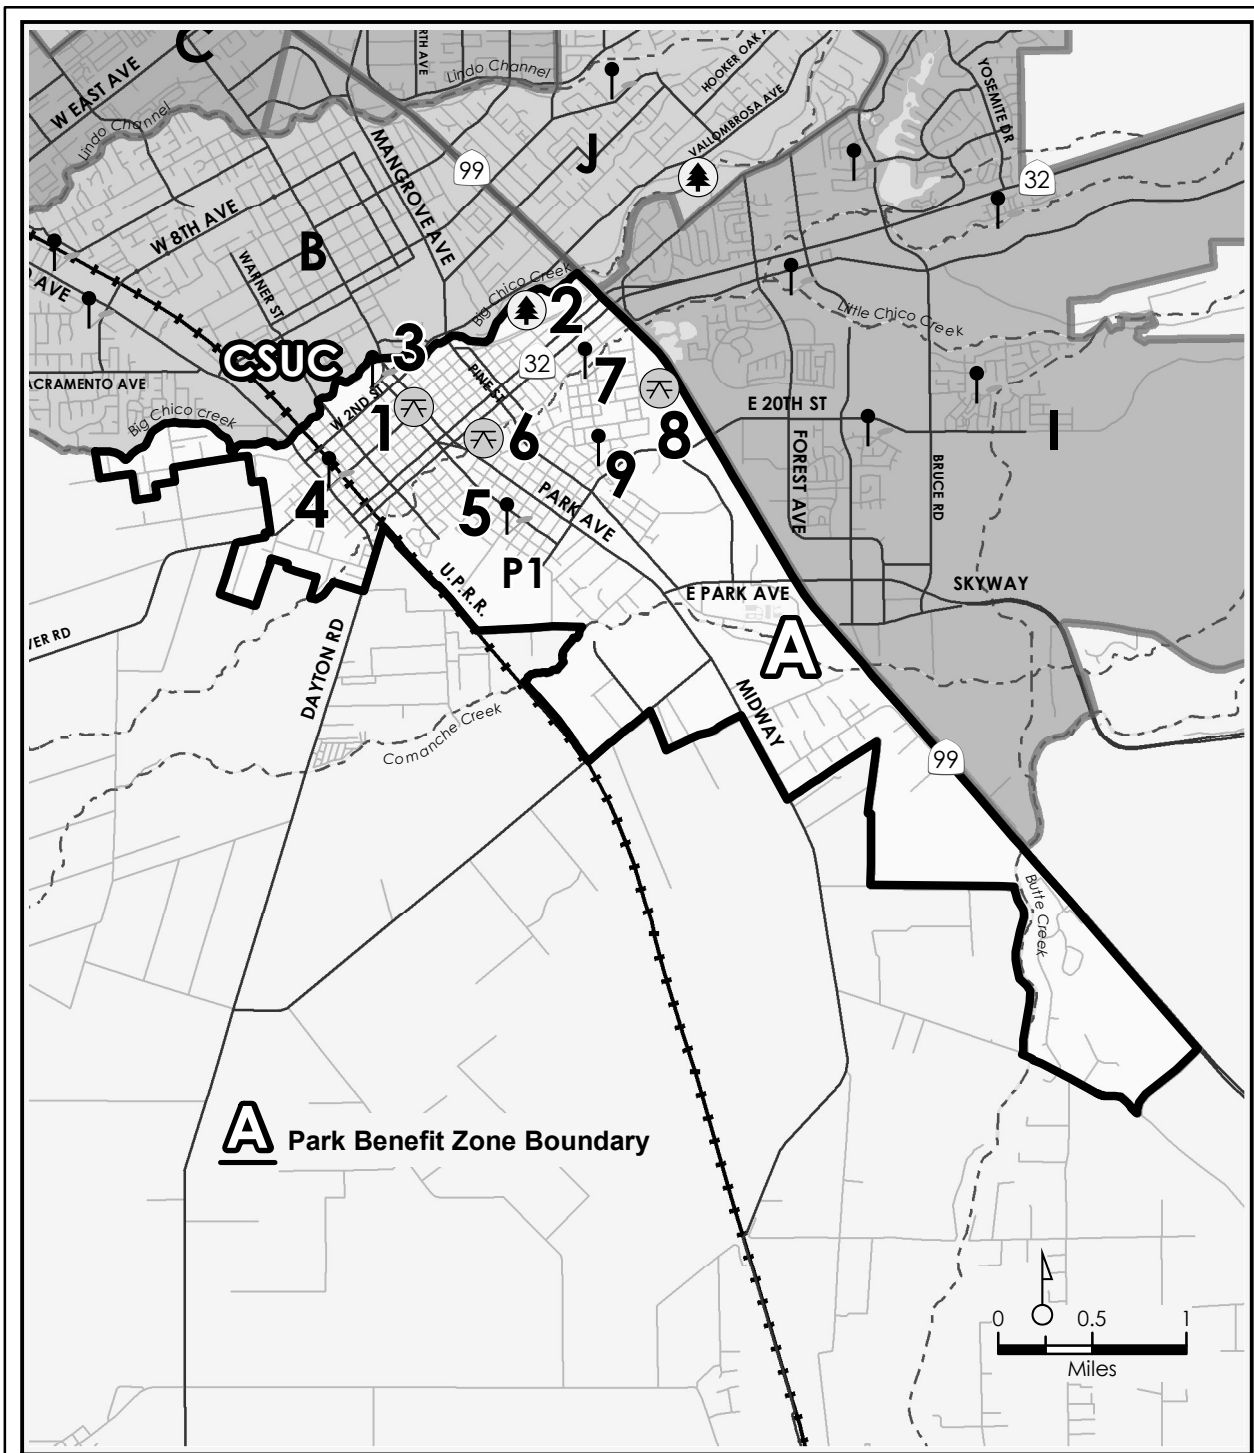 C
W EAST AVE
RTH AVE
Lindo Channel
HOOKER OAK A
YOSEMITE DR
Lindo Channel
MANGROVE AVE
99
J
VALLOMBROSA AVE
32
W 8TH AVE
B
WARNER ST
Big Chico Creek
2
Little Chico Creek
D AVE
CSUC
3
PINE ST
32
7
ACRAMENTO AVE
W 2ND ST
1
E 20TH ST
8
Big Chico creek
6
I
FOREST AVE
BRUCE RD
9
4
5
PARK AVE
P1
U.P.R.R.
SKYWAY
E PARK AVE
VER RD
A
DAYTON RD
MIDWAY
Comanche Creek
99
Butte Creek
A Park Benefit Zone Boundary
0 0.5 1
Miles